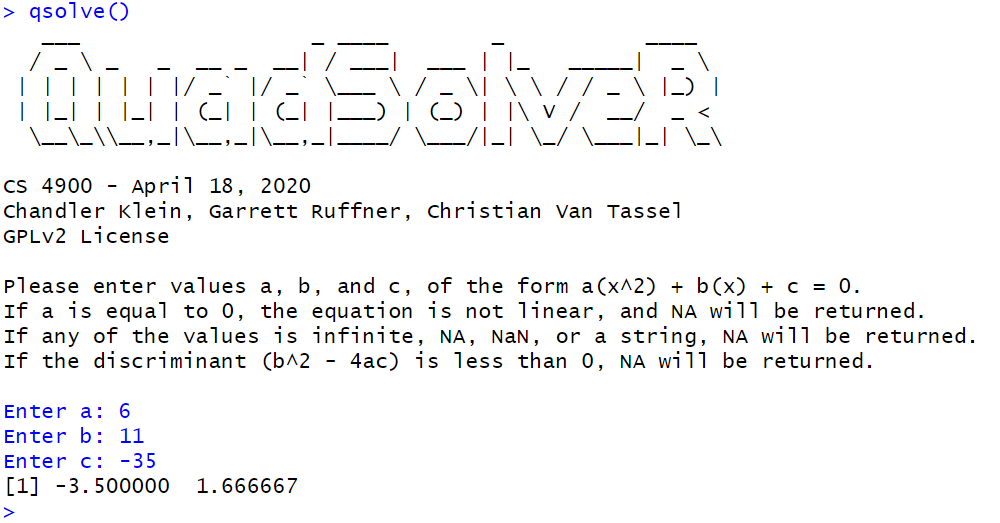 > qsolve()
QuadSolveR
CS 4900 - April 18, 2020
Chandler Klein, Garrett Ruffner, Christian Van Tassel
GPLv2 License
Please enter values a, b, and c, of the form a(x^2) + b(x) + c = 0.
If a is equal to 0, the equation is not linear, and NA will be returned.
If any of the values is infinite, NA, NaN, or a string, NA will be returned.
If the discriminant (b^2 - 4ac) is less than 0, NA will be returned.
Enter a: 6
Enter b: 11
Enter c: -35
[1] -3.500000  1.666667
>